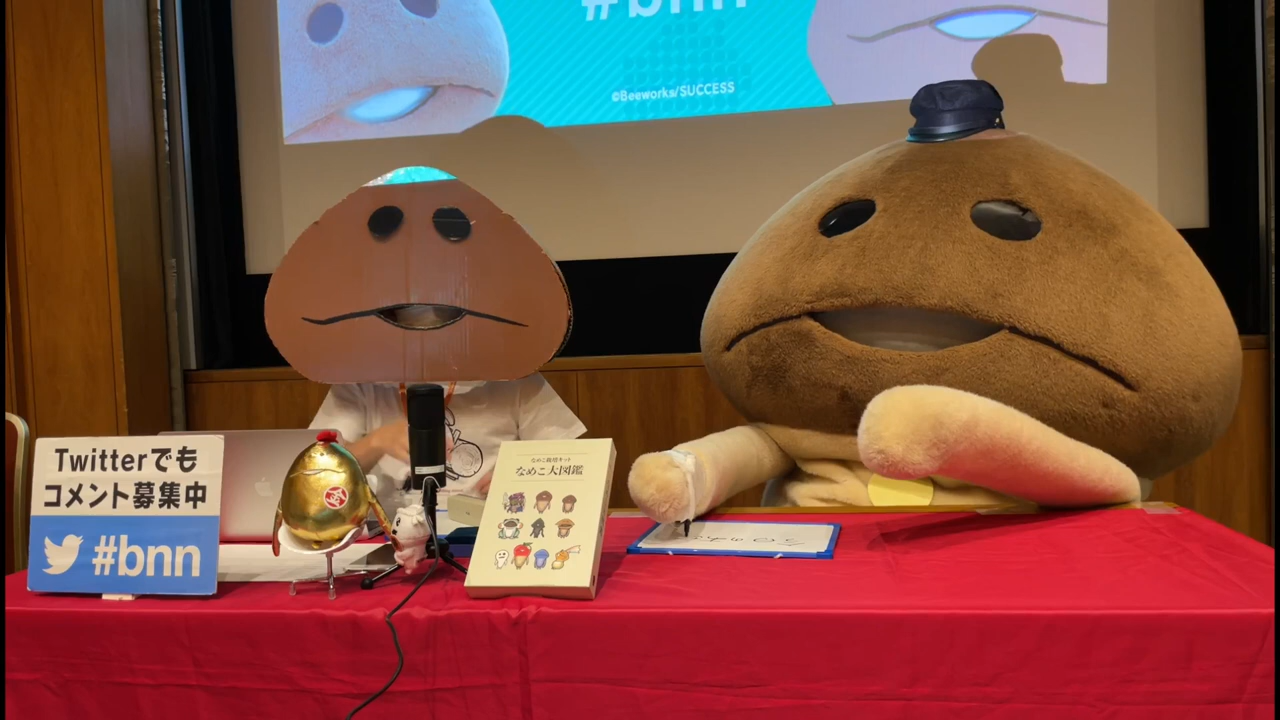 #bnn
©Beeworks/SUCCESS
Twitterでも
コメント募集中
#bnn
なめこ栽培キット
なめこ大図鑑